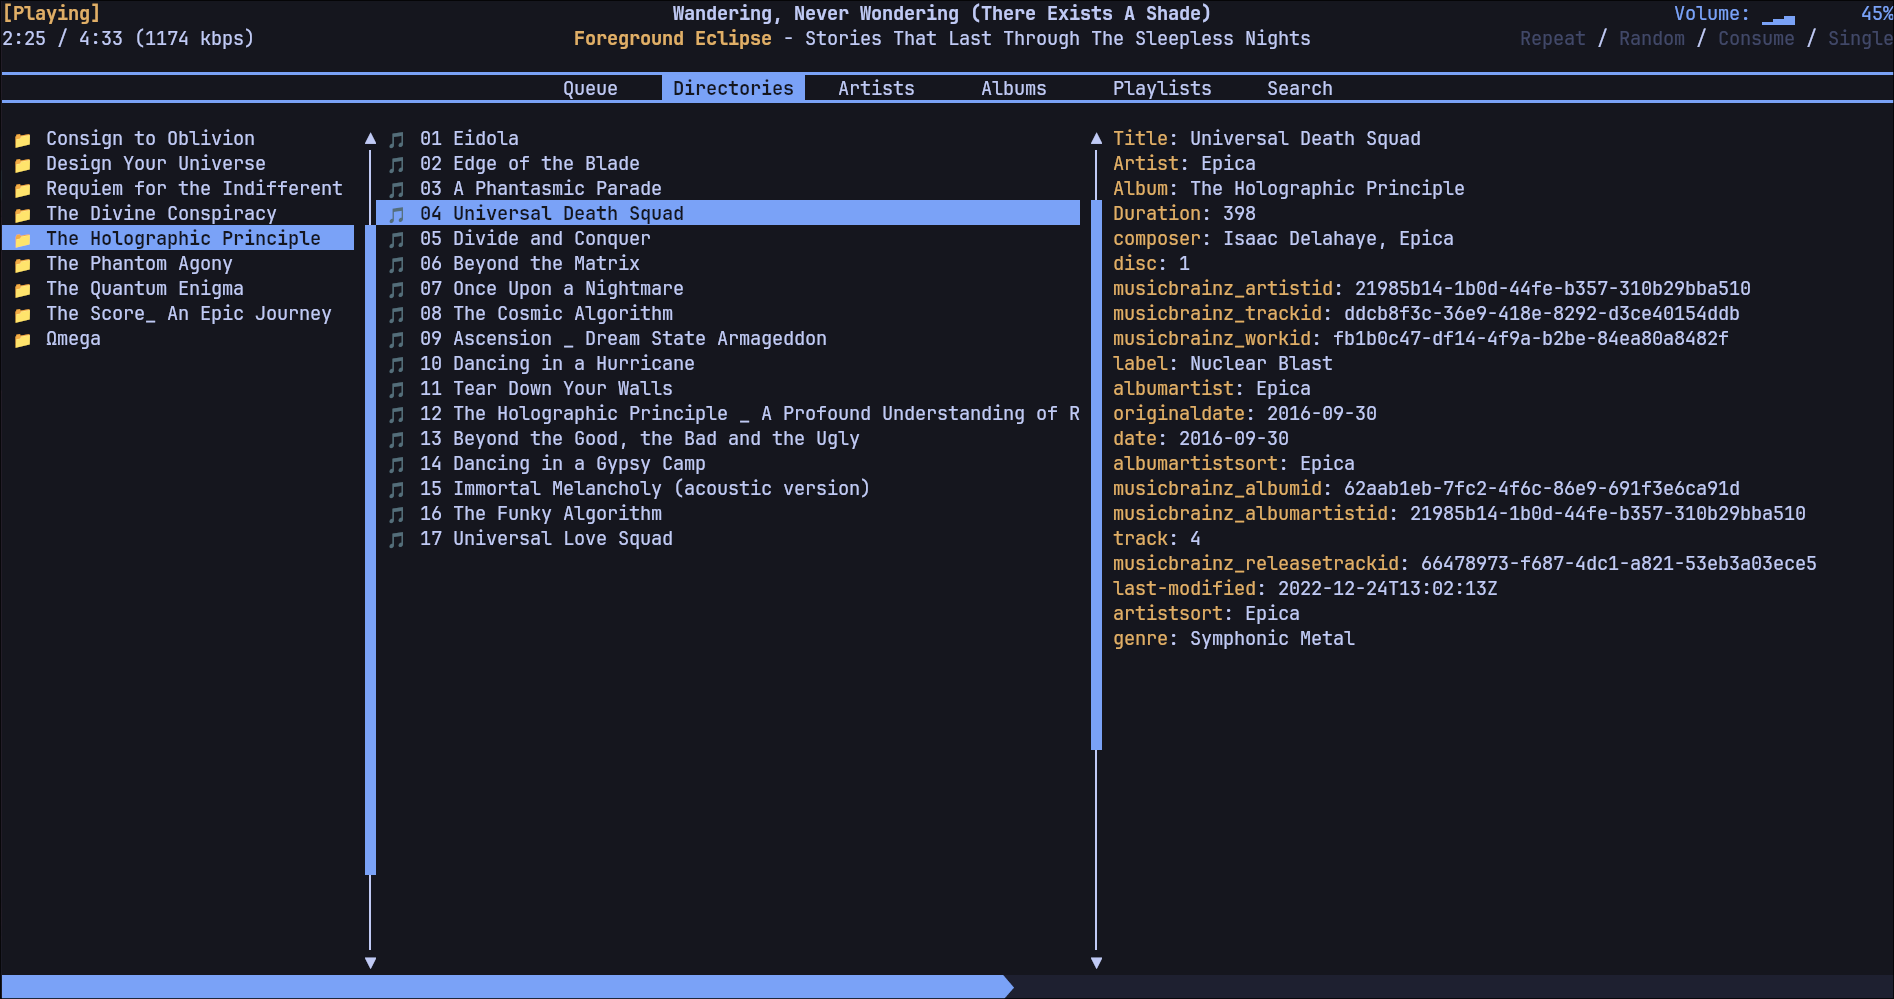 [Playing] Wandering, Never Wondering (There Exists A Shade) Volume: 45%
2:25 / 4:33 (1174 kbps) Foreground Eclipse - Stories That Last Through The Sleepless Nights Repeat / Random / Consume / Single
Queue Directories Artists Albums Playlists Search
Consign to Oblivion
Design Your Universe
Requiem for the Indifferent
The Divine Conspiracy
The Holographic Principle
The Phantom Agony
The Quantum Enigma
The Score_ An Epic Journey
Ωmega
01 Eidola
02 Edge of the Blade
03 A Phantasmic Parade
04 Universal Death Squad
05 Divide and Conquer
06 Beyond the Matrix
07 Once Upon a Nightmare
08 The Cosmic Algorithm
09 Ascension _ Dream State Armageddon
10 Dancing in a Hurricane
11 Tear Down Your Walls
12 The Holographic Principle _ A Profound Understanding of R
13 Beyond the Good, the Bad and the Ugly
14 Dancing in a Gypsy Camp
15 Immortal Melancholy (acoustic version)
16 The Funky Algorithm
17 Universal Love Squad
Title: Universal Death Squad
Artist: Epica
Album: The Holographic Principle
Duration: 398
composer: Isaac Delahaye, Epica
disc: 1
musicbrainz_artistid: 21985b14-1b0d-44fe-b357-310b29bba510
musicbrainz_trackid: ddcb8f3c-36e9-418e-8292-d3ce40154ddb
musicbrainz_workid: fb1b0c47-df14-4f9a-b2be-84ea80a8482f
label: Nuclear Blast
albumartist: Epica
originaldate: 2016-09-30
date: 2016-09-30
albumartistsort: Epica
musicbrainz_albumid: 62aab1eb-7fc2-4f6c-86e9-691f3e6ca91d
musicbrainz_albumartistid: 21985b14-1b0d-44fe-b357-310b29bba510
track: 4
musicbrainz_releasetrackid: 66478973-f687-4dc1-a821-53eb3a03ece5
last-modified: 2022-12-24T13:02:13Z
artistsort: Epica
genre: Symphonic Metal